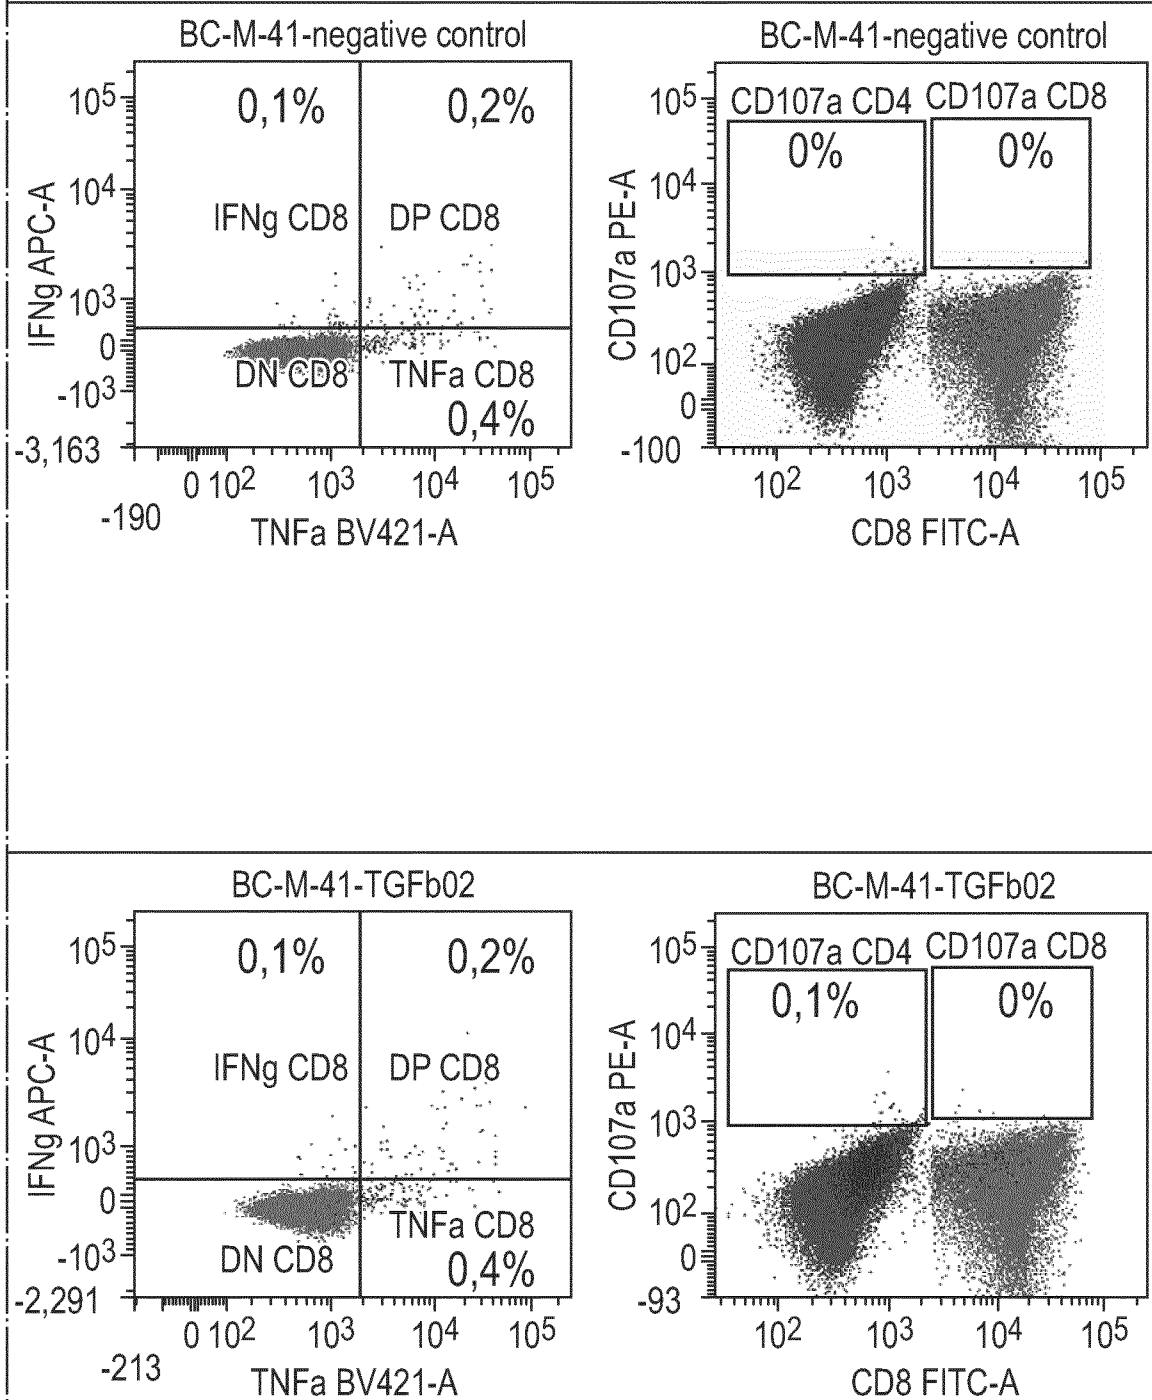 BC-M-41-negative control
BC-M-41-negative control
0,1%
0,2%
IFNg CD8
DP CD8
DN CD8
TNFa CD8
0,4%
10⁵
10⁴
10³
0
-10³
-3,163
IFNg APC-A
0 10² 10³ 10⁴ 10⁵
-190
TNFa BV421-A
CD107a CD4
CD107a CD8
0%
0%
10⁵
10⁴
10³
10²
0
-100
CD107a PE-A
10² 10³ 10⁴ 10⁵
CD8 FITC-A
BC-M-41-TGFb02
BC-M-41-TGFb02
0,1%
0,2%
IFNg CD8
DP CD8
DN CD8
TNFa CD8
0,4%
10⁵
10⁴
10³
0
-10³
-2,291
IFNg APC-A
0 10² 10³ 10⁴ 10⁵
-213
TNFa BV421-A
CD107a CD4
CD107a CD8
0,1%
0%
10⁵
10⁴
10³
10²
0
-93
CD107a PE-A
10² 10³ 10⁴ 10⁵
CD8 FITC-A